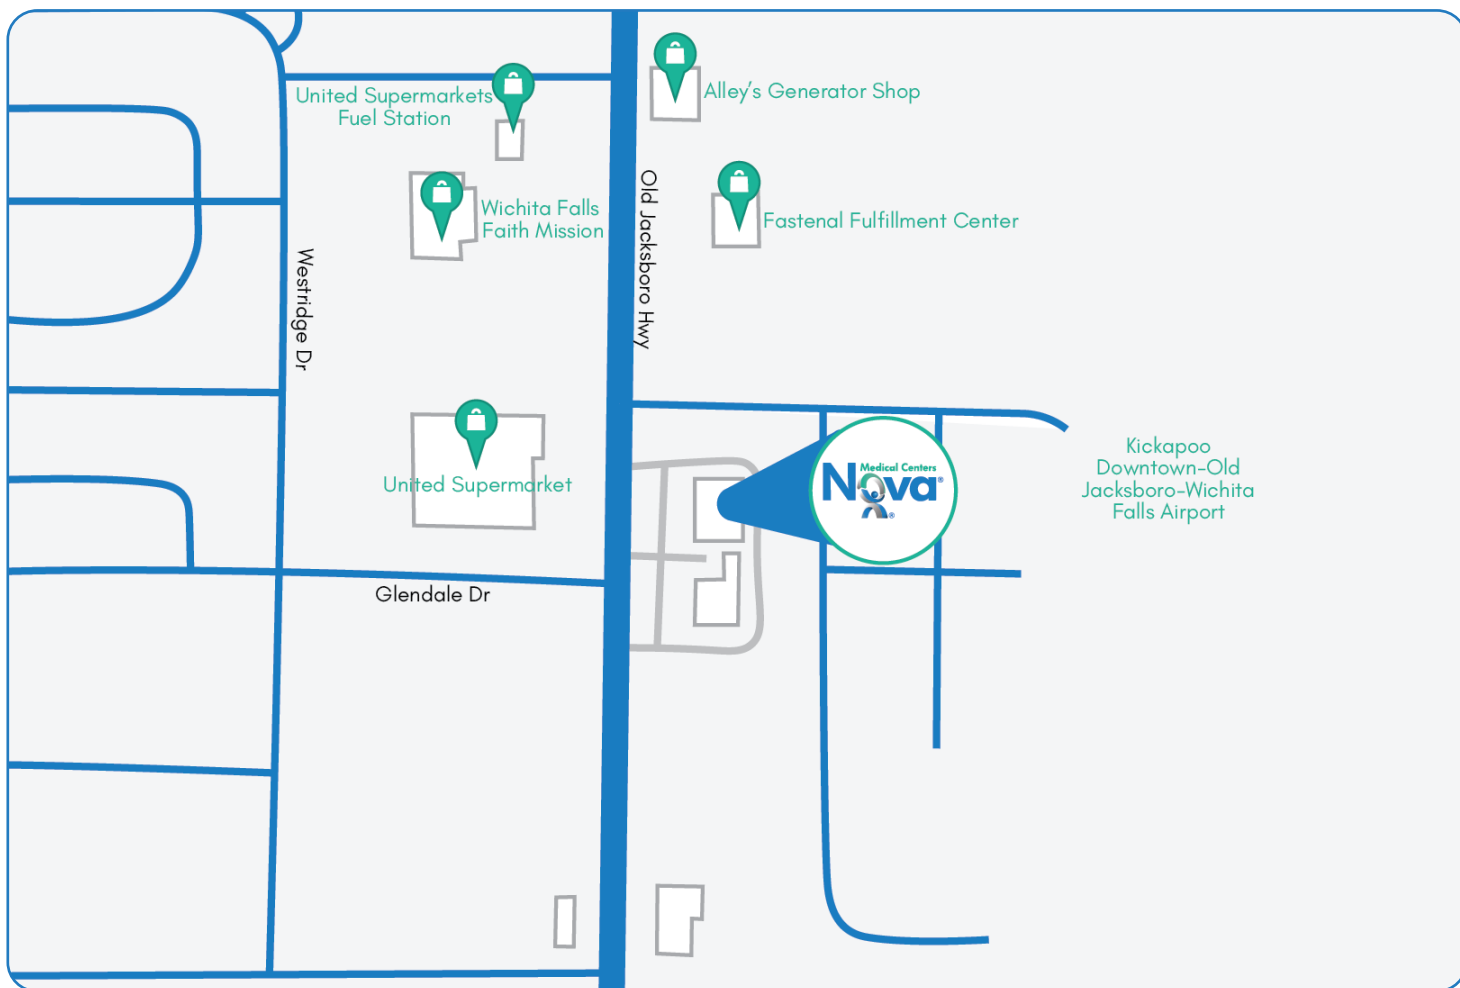 United Supermarkets
Fuel Station
Alley's Generator Shop
Wichita Falls
Faith Mission
Old Jacksboro Hwy
Fastenal Fulfillment Center
Westridge Dr
United Supermarket
Medical Centers
Nova®
®
Kickapoo
Downtown-Old
Jacksboro-Wichita
Falls Airport
Glendale Dr